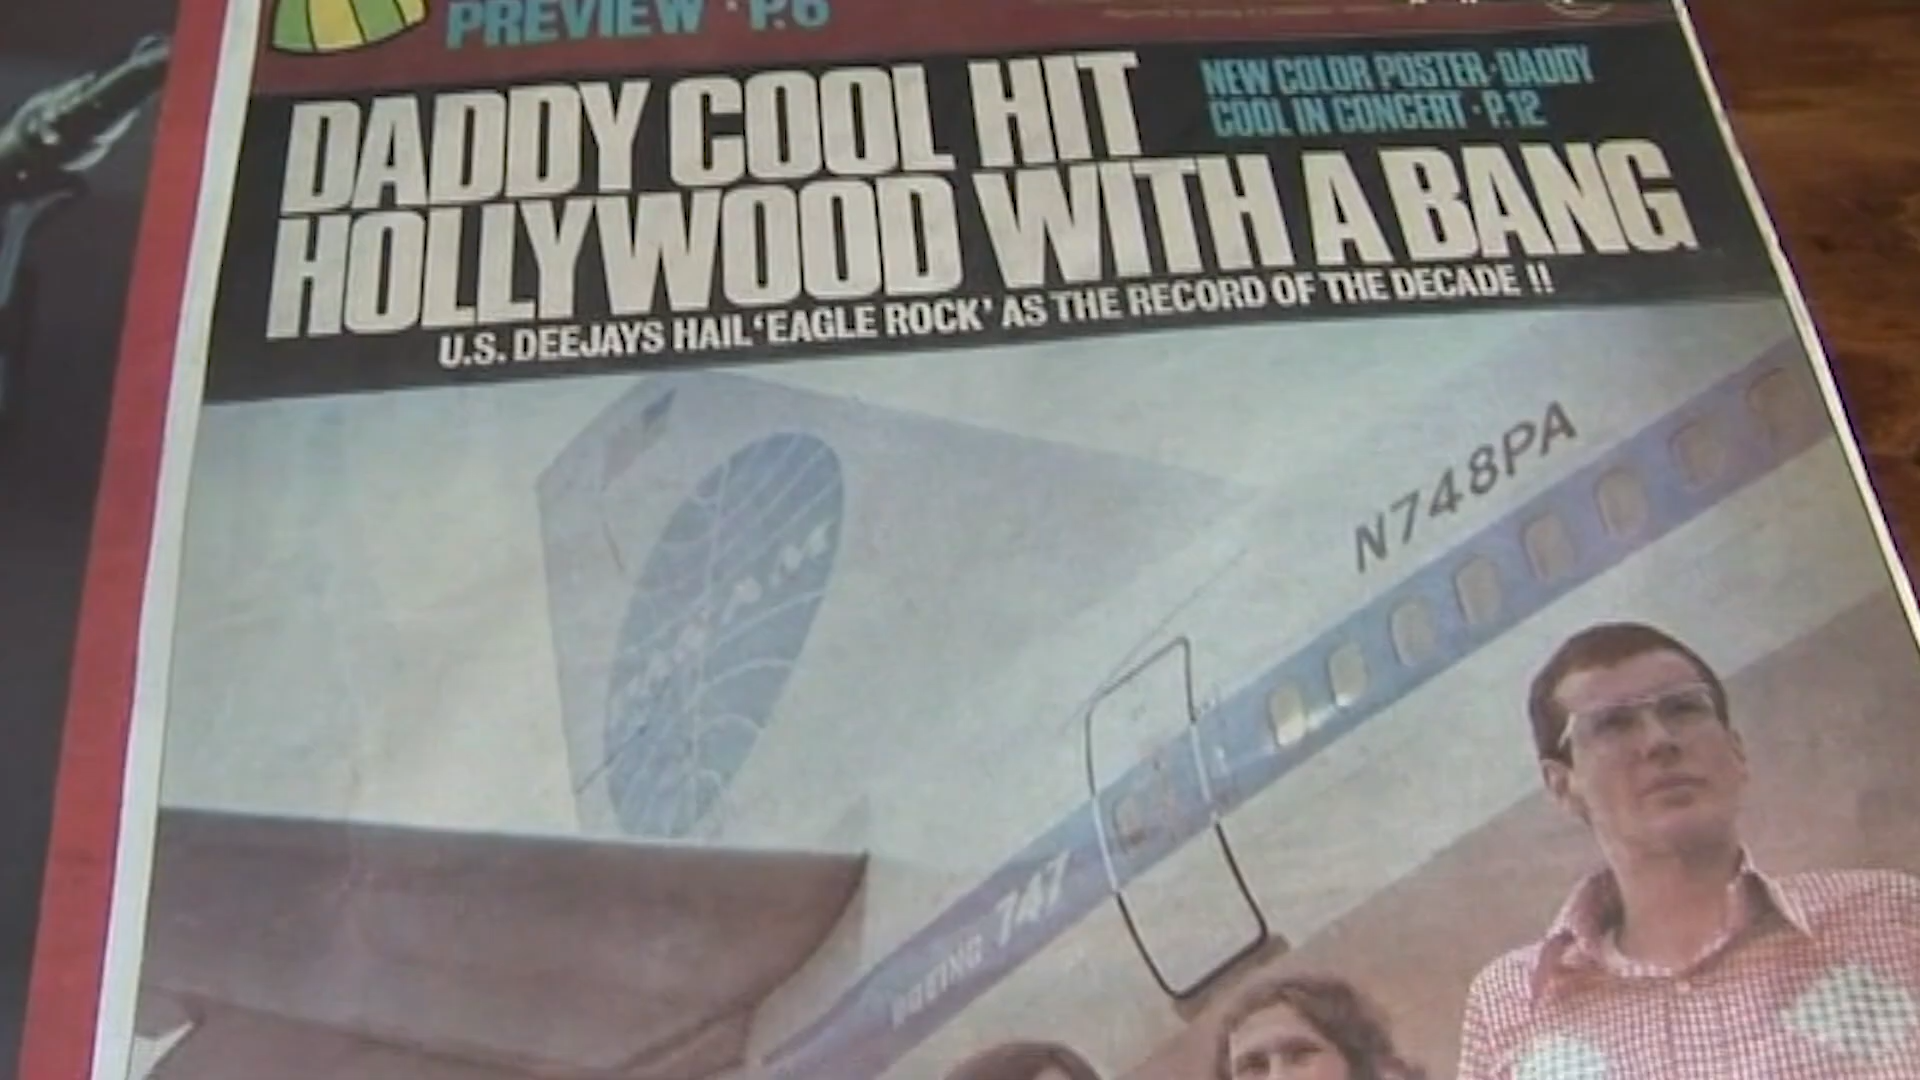 PREVIEW · P.6
DADDY COOL HIT
HOLLYWOOD WITH A BANG
NEW COLOR POSTER·DADDY
COOL IN CONCERT · P.12
U.S. DEEJAYS HAIL 'EAGLE ROCK' AS THE RECORD OF THE DECADE !!
N748PA
BOEING 747